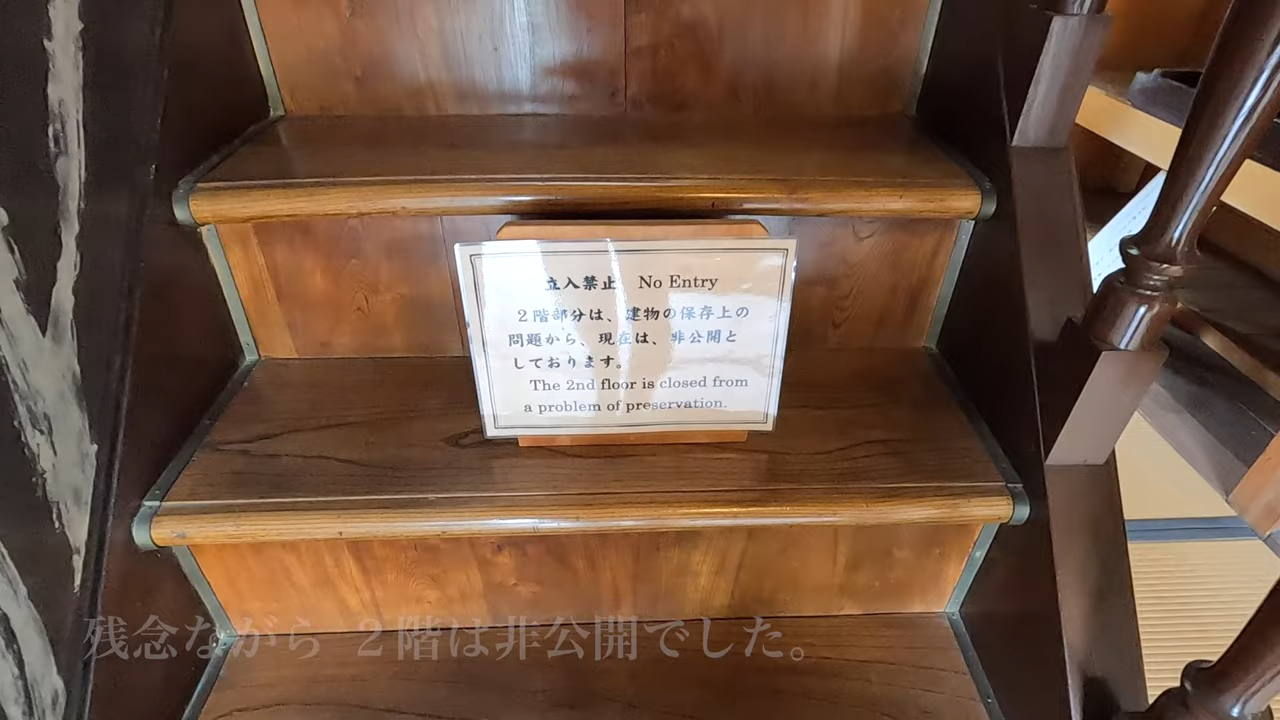 立入禁止 No Entry
２階部分は、建物の保存上の
問題から、現在は、非公開と
しております。
The 2nd floor is closed from
a problem of preservation.
残念ながら ２階は非公開でした。